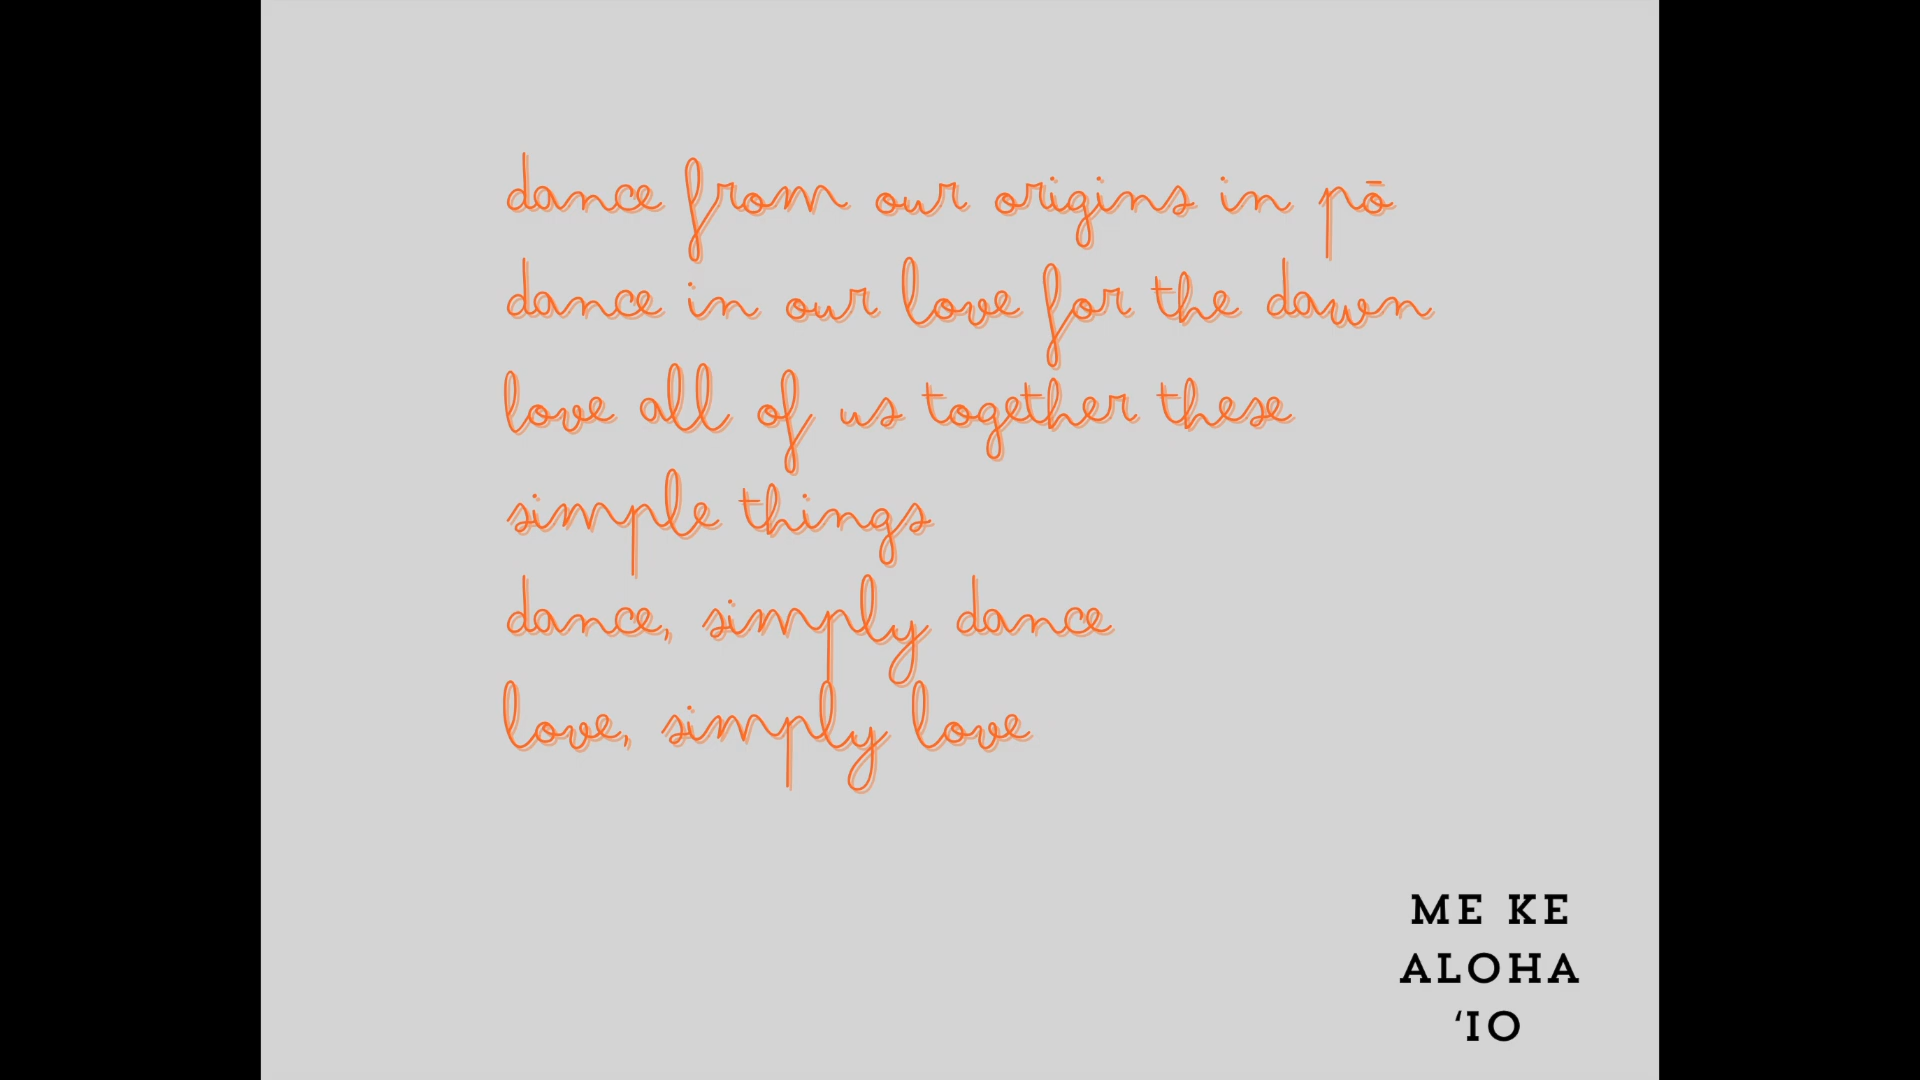 dance from our origins in pō
dance in our love for the dawn
love all of us together these
simple things
dance, simply dance
love, simply love
ME KE
ALOHA
ʻIO